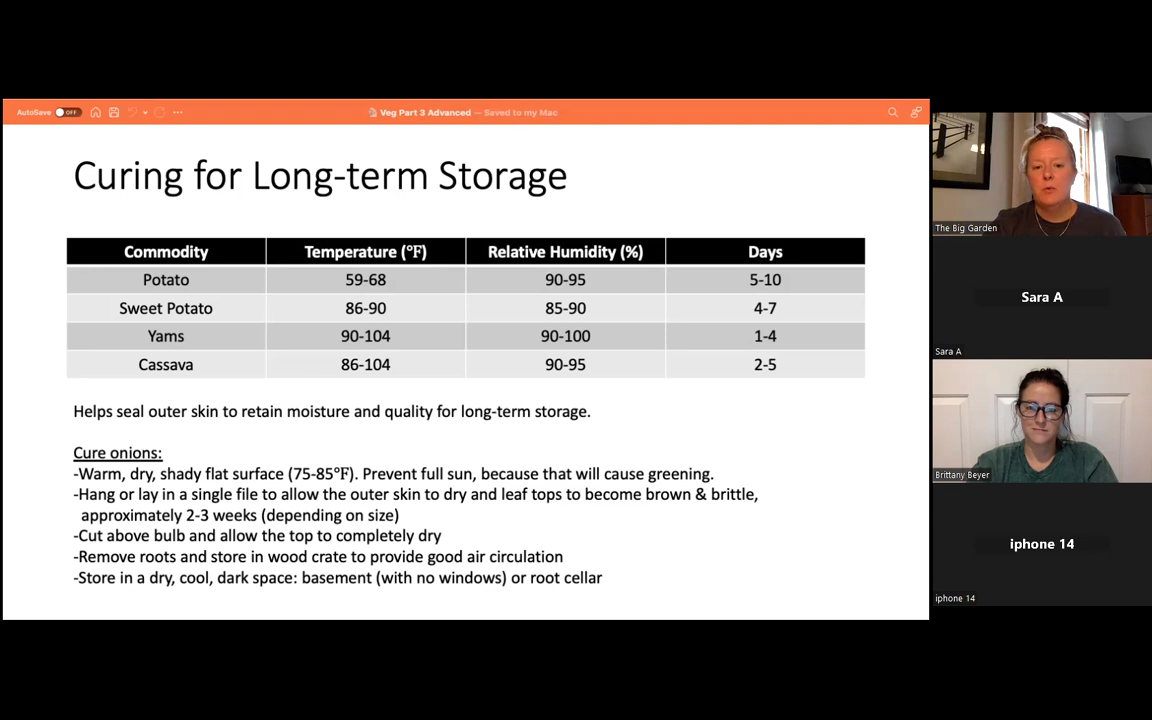 AutoSave OFF
Veg Part 3 Advanced — Saved to my Mac
Curing for Long-term Storage
Commodity Temperature (°F) Relative Humidity (%) Days
Potato 59-68 90-95 5-10
Sweet Potato 86-90 85-90 4-7
Yams 90-104 90-100 1-4
Cassava 86-104 90-95 2-5
Helps seal outer skin to retain moisture and quality for long-term storage.
Cure onions:
-Warm, dry, shady flat surface (75-85°F). Prevent full sun, because that will cause greening.
-Hang or lay in a single file to allow the outer skin to dry and leaf tops to become brown & brittle,
approximately 2-3 weeks (depending on size)
-Cut above bulb and allow the top to completely dry
-Remove roots and store in wood crate to provide good air circulation
-Store in a dry, cool, dark space: basement (with no windows) or root cellar
The Big Garden
Sara A
Sara A
Brittany Beyer
iphone 14
iphone 14